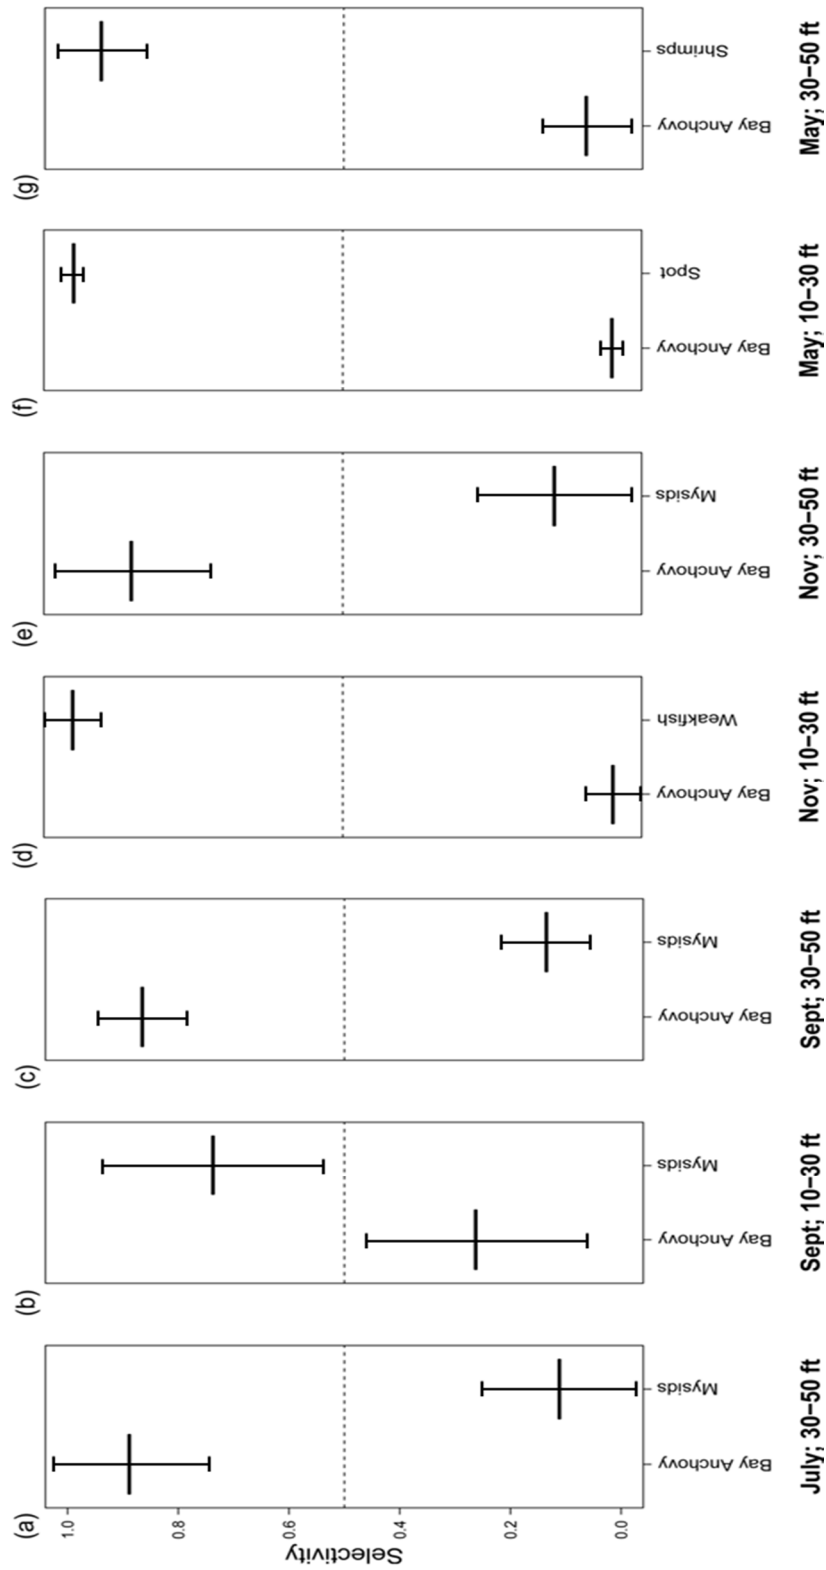 (a)
Selectivity
1.0
0.8
0.6
0.4
0.2
0.0
Bay Anchovy
Mysids
July; 30–50 ft
(b)
Bay Anchovy
Mysids
Sept; 10–30 ft
(c)
Bay Anchovy
Mysids
Sept; 30–50 ft
(d)
Bay Anchovy
Weakfish
Nov; 10–30 ft
(e)
Bay Anchovy
Mysids
Nov; 30–50 ft
(f)
Bay Anchovy
Spot
May; 10–30 ft
(g)
Bay Anchovy
Shrimps
May; 30–50 ft